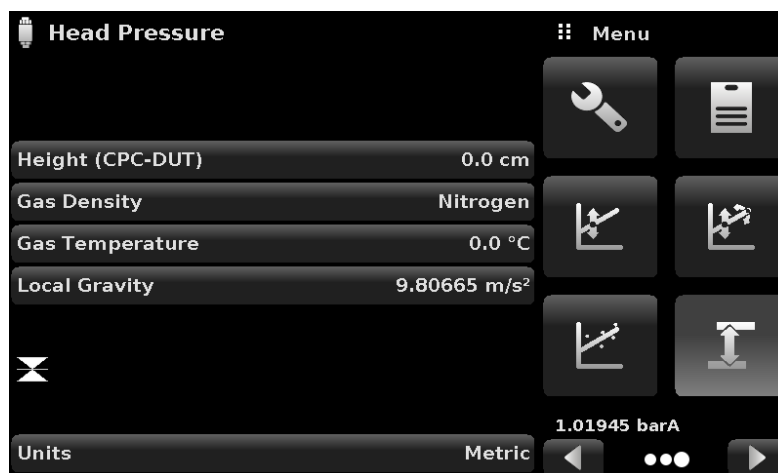 Head Pressure
Menu
Height (CPC-DUT) 0.0 cm
Gas Density Nitrogen
Gas Temperature 0.0 °C
Local Gravity 9.80665 m/s²
1.01945 barA
Units Metric